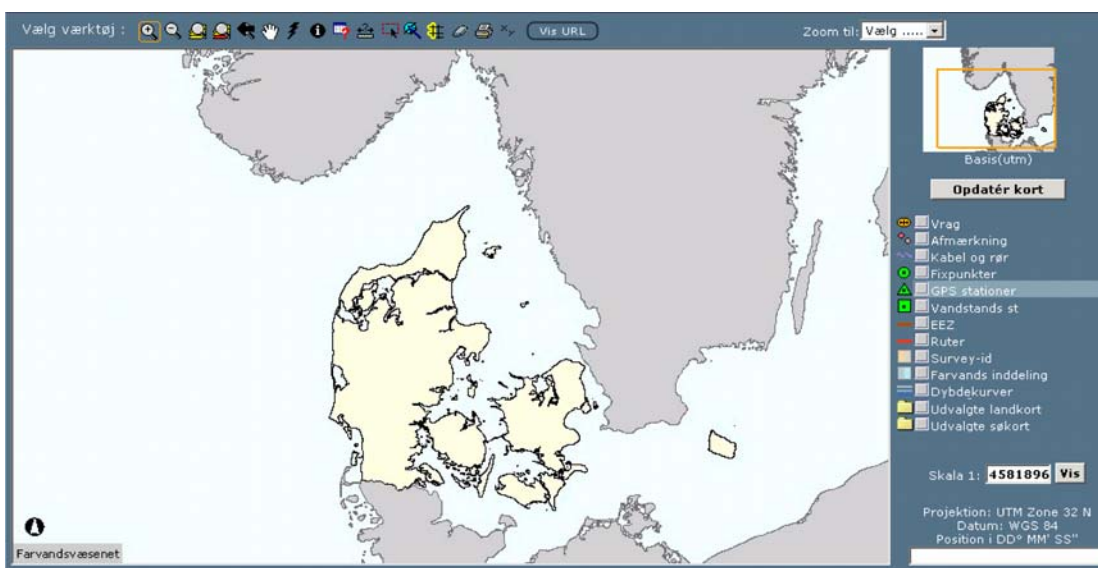 Vælg værktøj :
Vis URL
Zoom til: Vælg .....
Basis(utm)
Opdatér kort
Vrag
Afmærkning
Kabel og rør
Fixpunkter
GPS stationer
Vandstands st
EEZ
Ruter
Survey-id
Farvands inddeling
Dybdekurver
Udvalgte landkort
Udvalgte søkort
Skala 1: 4581896 Vis
Projektion: UTM Zone 32 N
Datum: WGS 84
Position i DD° MM' SS"
Farvandsvæsenet